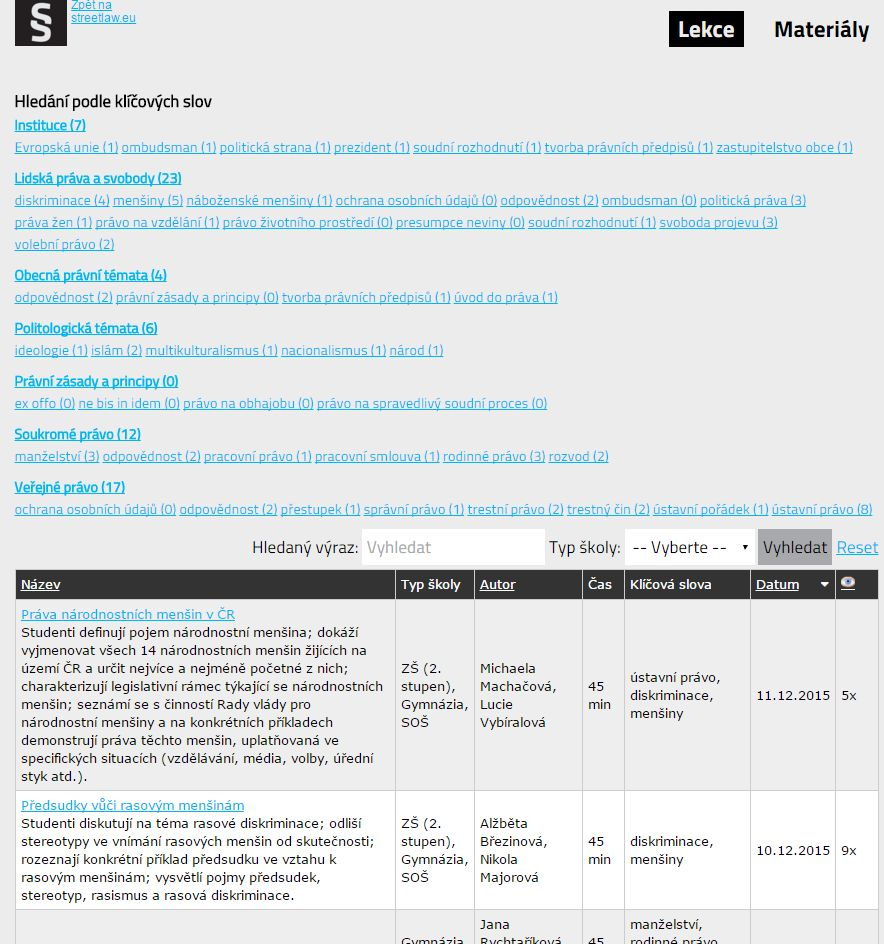 §
Zpět na
streetlaw.eu
Lekce Materiály
Hledání podle klíčových slov
Instituce (7)
Evropská unie (1) ombudsman (1) politická strana (1) prezident (1) soudní rozhodnutí (1) tvorba právních předpisů (1) zastupitelstvo obce (1)
Lidská práva a svobody (23)
diskriminace (4) menšiny (5) náboženské menšiny (1) ochrana osobních údajů (0) odpovědnost (2) ombudsman (0) politická práva (3)
práva žen (1) právo na vzdělání (1) právo životního prostředí (0) presumpce neviny (0) soudní rozhodnutí (1) svoboda projevu (3)
volební právo (2)
Obecná právní témata (4)
odpovědnost (2) právní zásady a principy (0) tvorba právních předpisů (1) úvod do práva (1)
Politologická témata (6)
ideologie (1) islám (2) multikulturalismus (1) nacionalismus (1) národ (1)
Právní zásady a principy (0)
ex offo (0) ne bis in idem (0) právo na obhajobu (0) právo na spravedlivý soudní proces (0)
Soukromé právo (12)
manželství (3) odpovědnost (2) pracovní právo (1) pracovní smlouva (1) rodinné právo (3) rozvod (2)
Veřejné právo (17)
ochrana osobních údajů (0) odpovědnost (2) přestupek (1) správní právo (1) trestní právo (2) trestný čin (2) ústavní pořádek (1) ústavní právo (8)
Hledaný výraz: Vyhledat Typ školy: -- Vyberte -- Vyhledat Reset
Název Typ školy Autor Čas Klíčová slova Datum
Práva národnostních menšin v ČR
Studenti definují pojem národnostní menšina; dokáží
vyjmenovat všech 14 národnostních menšin žijících na
území ČR a určit nejvíce a nejméně početné z nich;
charakterizují legislativní rámec týkající se národnostních
menšin; seznámí se s činností Rady vlády pro
národnostní menšiny a na konkrétních příkladech
demonstrují práva těchto menšin, uplatňovaná ve
specifických situacích (vzdělávání, média, volby, úřední
styk atd.).
ZŠ (2.
stupen),
Gymnázia,
SOŠ
Michaela
Machačová,
Lucie
Vybíralová
45
min
ústavní právo,
diskriminace,
menšiny
11.12.2015
5x
Předsudky vůči rasovým menšinám
Studenti diskutují na téma rasové diskriminace; odliší
stereotypy ve vnímání rasových menšin od skutečnosti;
rozeznají konkrétní příklad předsudku ve vztahu k
rasovým menšinám; vysvětlí pojmy předsudek,
stereotyp, rasismus a rasová diskriminace.
ZŠ (2.
stupen),
Gymnázia,
SOŠ
Alžběta
Březinová,
Nikola
Majorová
45
min
diskriminace,
menšiny
10.12.2015
9x
Gymnázia
Jana
Rychtaříková
45
manželství,
rodinné právo